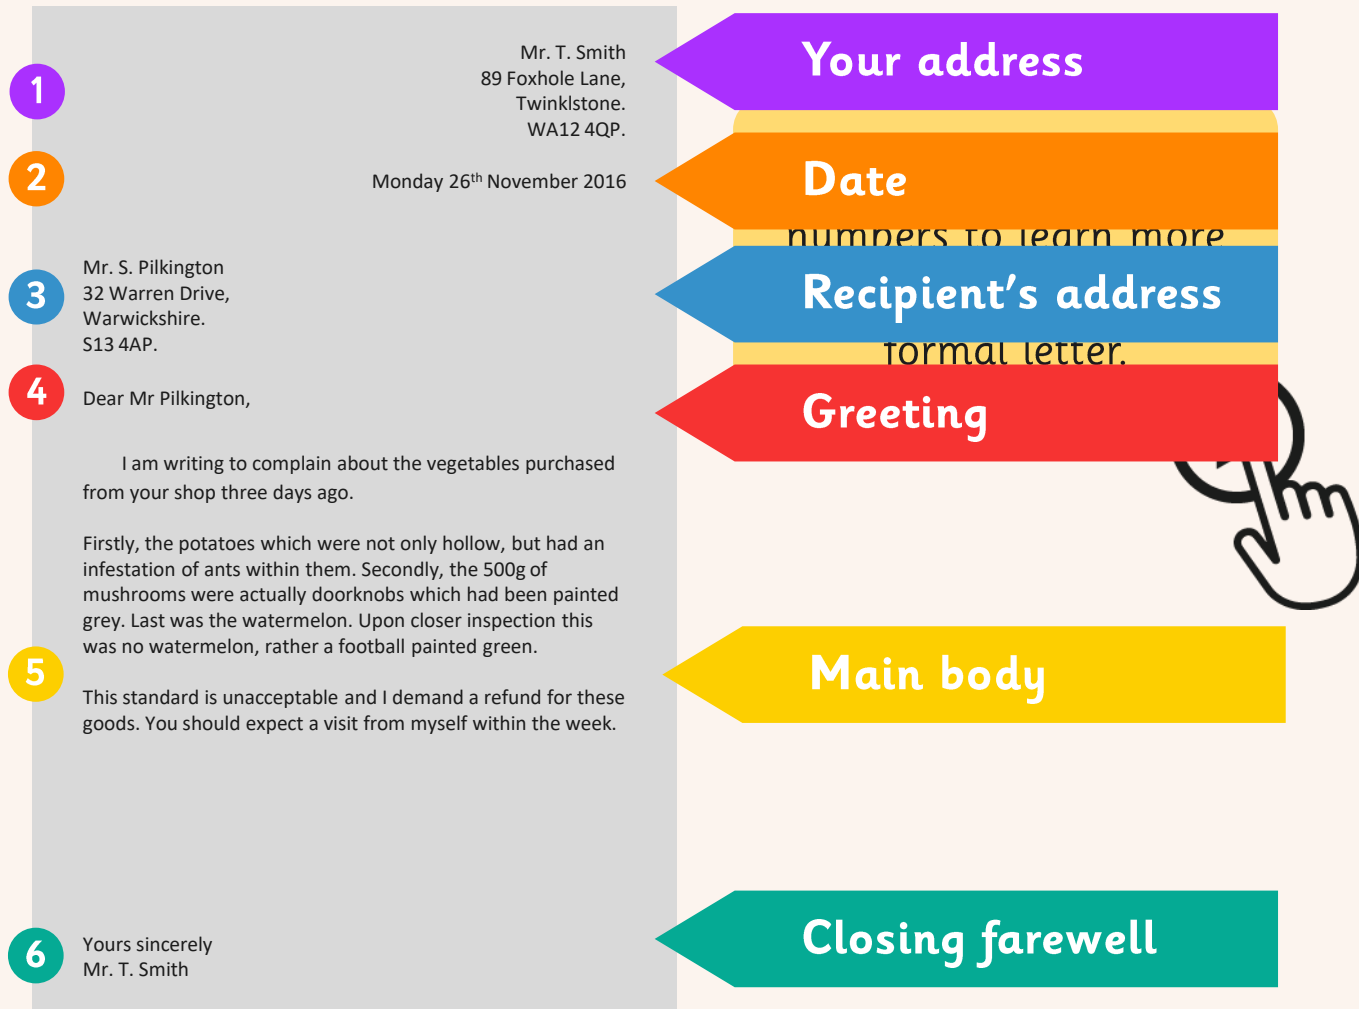 1
Mr. T. Smith
89 Foxhole Lane,
Twinklstone.
WA12 4QP.
Your address
2
Monday 26th November 2016
Date
numbers to learn more
3
Mr. S. Pilkington
32 Warren Drive,
Warwickshire.
S13 4AP.
Recipient's address
formal letter.
4
Dear Mr Pilkington,
Greeting
I am writing to complain about the vegetables purchased
from your shop three days ago.
Firstly, the potatoes which were not only hollow, but had an
infestation of ants within them. Secondly, the 500g of
mushrooms were actually doorknobs which had been painted
grey. Last was the watermelon. Upon closer inspection this
was no watermelon, rather a football painted green.
5
This standard is unacceptable and I demand a refund for these
goods. You should expect a visit from myself within the week.
Main body
6
Yours sincerely
Mr. T. Smith
Closing farewell